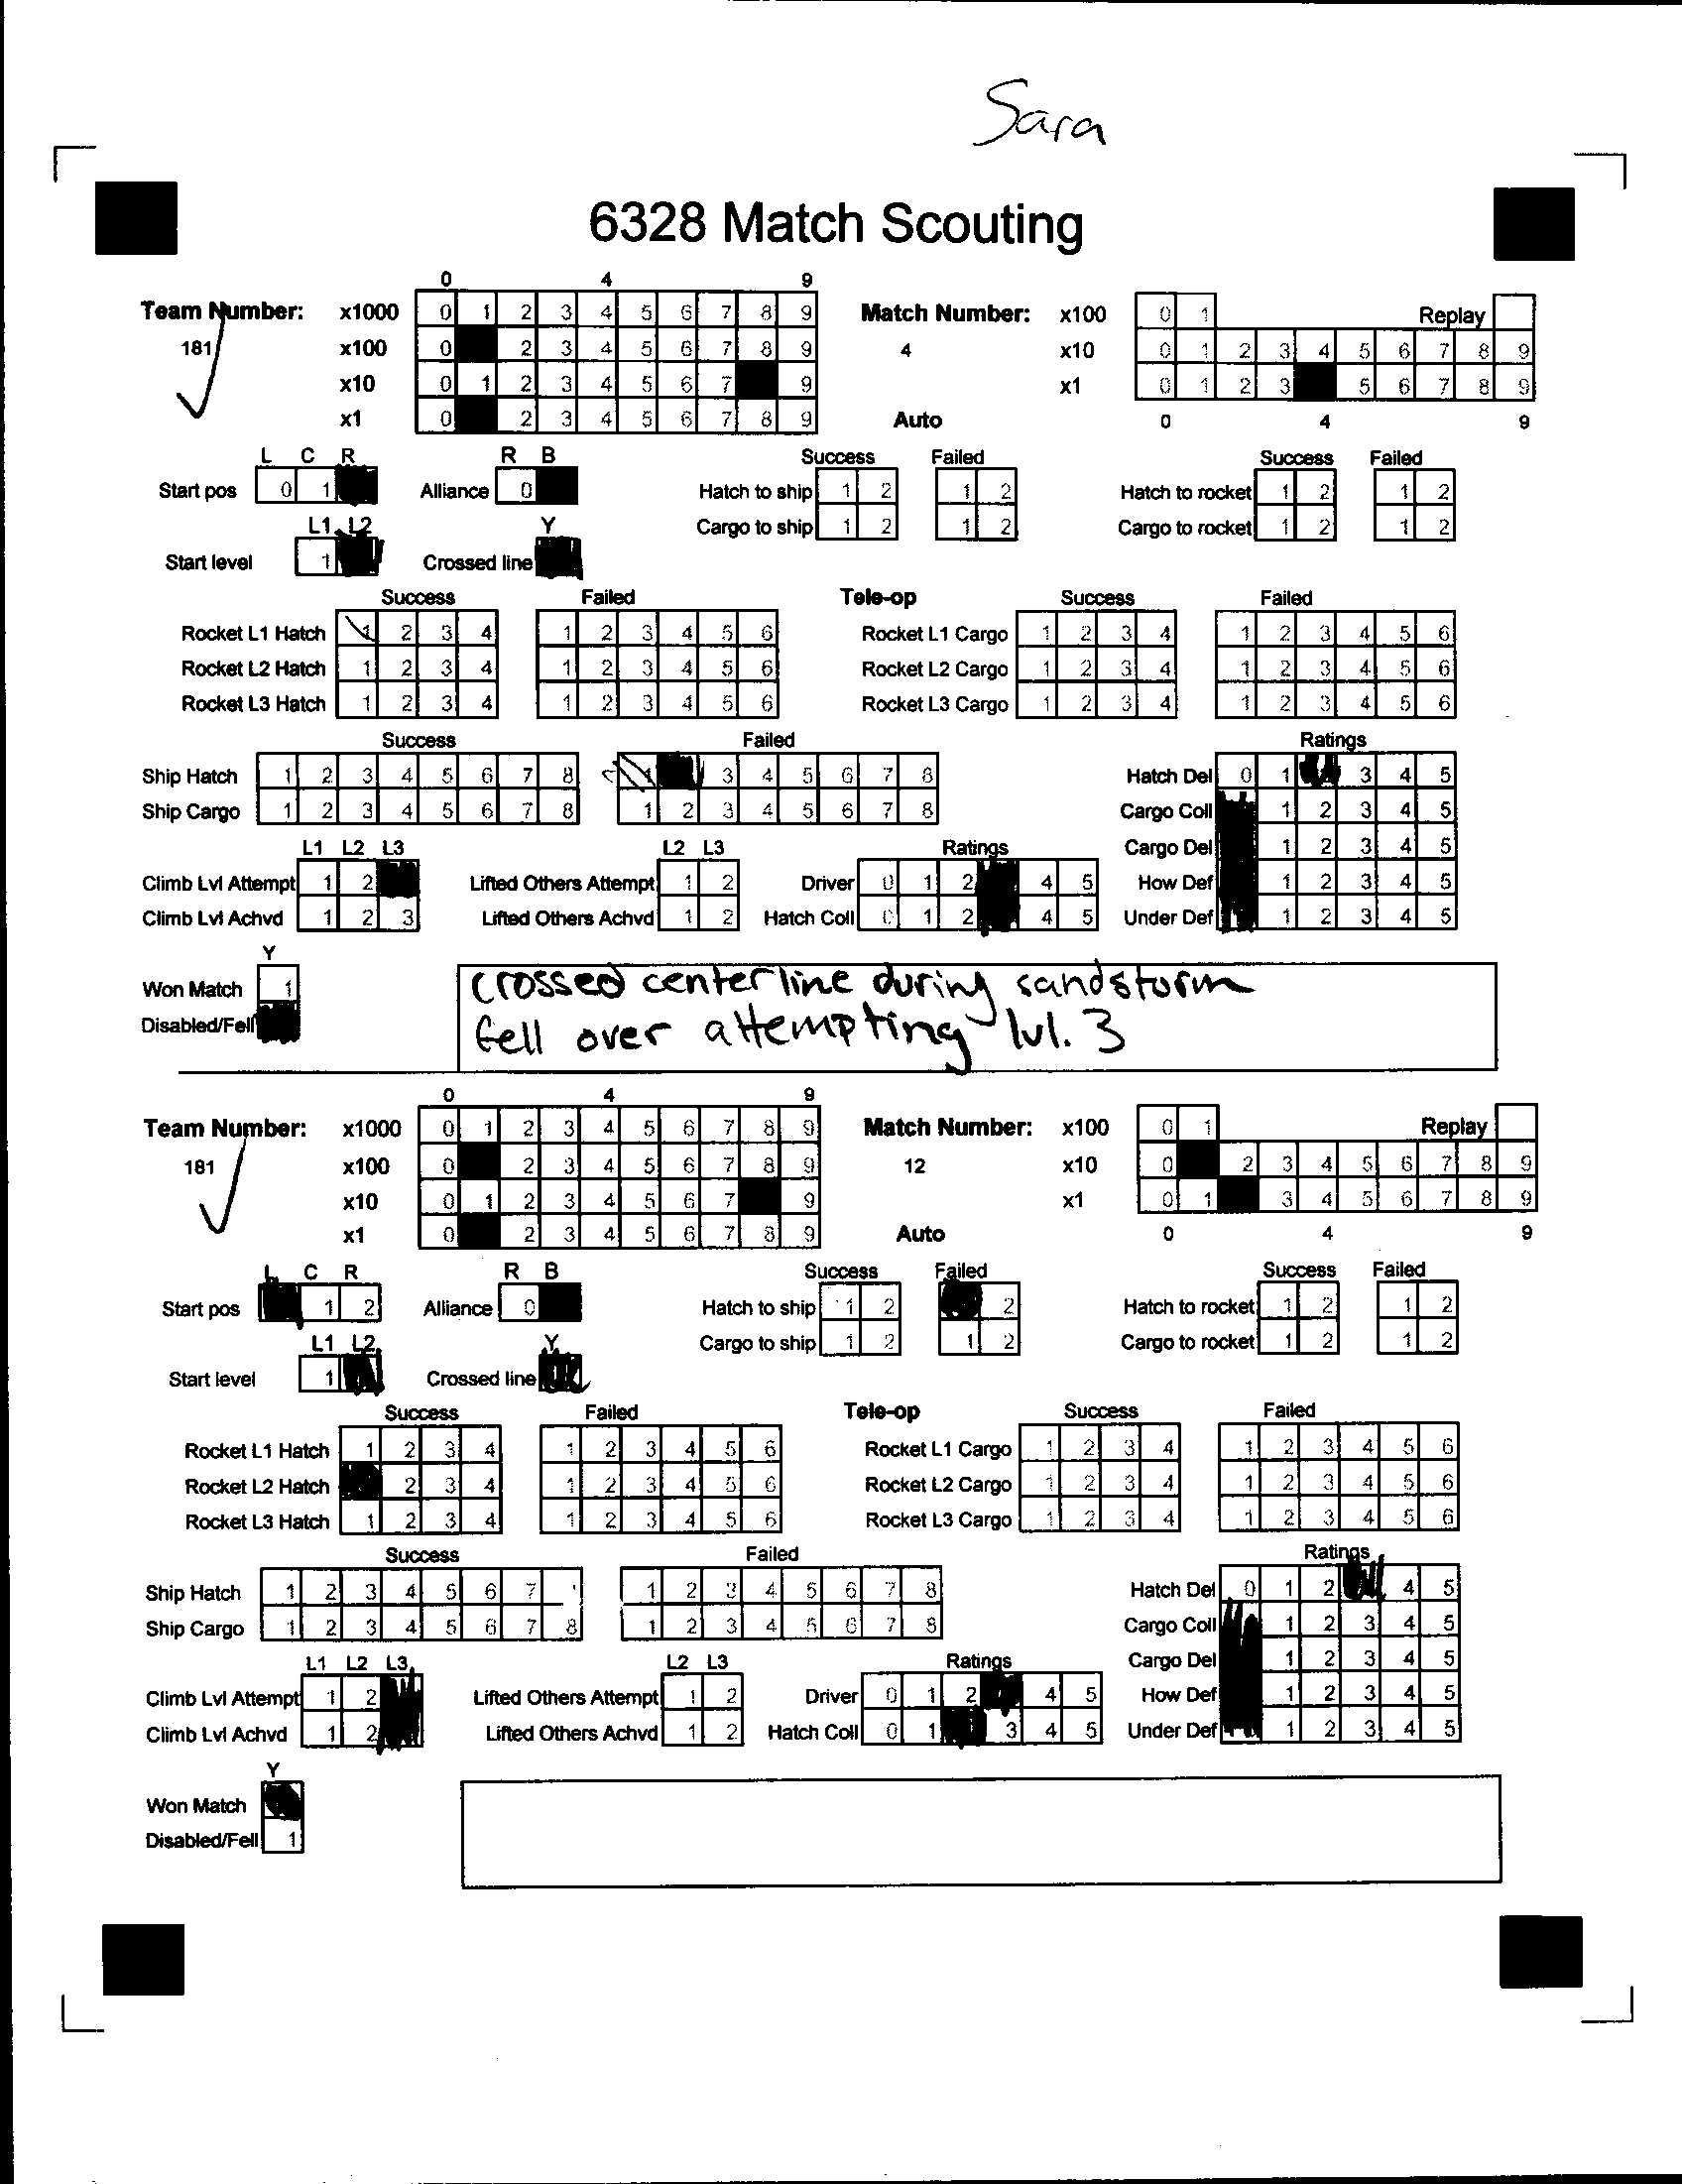 Sara
6328 Match Scouting
0 4 9
Team Number: x1000 0 1 2 3 4 5 6 7 8 9 Match Number: x100 0 1 Replay
181 x100 0 2 3 4 5 6 7 8 9 4 x10 0 1 2 3 4 5 6 7 8 9
x10 0 1 2 3 4 5 6 7 9 x1 0 1 2 3 5 6 7 8 9
x1 0 2 3 4 5 6 7 8 9 Auto 0 4 9
L C R R B Success Failed Success Failed
Start pos 0 1 Alliance 0 Hatch to ship 1 2 1 2 Hatch to rocket 1 2 1 2
L1 L2 Y Cargo to ship 1 2 1 2 Cargo to rocket 1 2 1 2
Start level 1 Crossed line
Success Failed Tele-op Success Failed
Rocket L1 Hatch 1 2 3 4 1 2 3 4 5 6 Rocket L1 Cargo 1 2 3 4 1 2 3 4 5 6
Rocket L2 Hatch 1 2 3 4 1 2 3 4 5 6 Rocket L2 Cargo 1 2 3 4 1 2 3 4 5 6
Rocket L3 Hatch 1 2 3 4 1 2 3 4 5 6 Rocket L3 Cargo 1 2 3 4 1 2 3 4 5 6
Success Failed Ratings
Ship Hatch 1 2 3 4 5 6 7 8 1 3 4 5 6 7 8 Hatch Del 0 1 3 4 5
Ship Cargo 1 2 3 4 5 6 7 8 1 2 3 4 5 6 7 8 Cargo Coll 1 2 3 4 5
L1 L2 L3 L2 L3 Ratings Cargo Del 1 2 3 4 5
Climb Lvl Attempt 1 2 Lifted Others Attempt 1 2 Driver 0 1 2 4 5 How Def 1 2 3 4 5
Climb Lvl Achvd 1 2 3 Lifted Others Achvd 1 2 Hatch Coll 0 1 2 4 5 Under Def 1 2 3 4 5
Y
Won Match 1 crossed centerline during sandstorm
Disabled/Fell fell over attempting lvl. 3
0 4 9
Team Number: x1000 0 1 2 3 4 5 6 7 8 9 Match Number: x100 0 1 Replay
181 x100 0 2 3 4 5 6 7 8 9 12 x10 0 2 3 4 5 6 7 8 9
x10 0 1 2 3 4 5 6 7 9 x1 0 1 3 4 5 6 7 8 9
x1 0 2 3 4 5 6 7 8 9 Auto 0 4 9
L C R R B Success Failed Success Failed
Start pos 1 2 Alliance 0 Hatch to ship 1 2 2 Hatch to rocket 1 2 1 2
L1 L2 Y Cargo to ship 1 2 1 2 Cargo to rocket 1 2 1 2
Start level 1 Crossed line
Success Failed Tele-op Success Failed
Rocket L1 Hatch 1 2 3 4 1 2 3 4 5 6 Rocket L1 Cargo 1 2 3 4 1 2 3 4 5 6
Rocket L2 Hatch 2 3 4 1 2 3 4 5 6 Rocket L2 Cargo 1 2 3 4 1 2 3 4 5 6
Rocket L3 Hatch 1 2 3 4 1 2 3 4 5 6 Rocket L3 Cargo 1 2 3 4 1 2 3 4 5 6
Success Failed Ratings
Ship Hatch 1 2 3 4 5 6 7 1 2 3 4 5 6 7 8 Hatch Del 0 1 2 4 5
Ship Cargo 1 2 3 4 5 6 7 8 1 2 3 4 5 6 7 8 Cargo Coll 1 2 3 4 5
L1 L2 L3 L2 L3 Ratings Cargo Del 1 2 3 4 5
Climb Lvl Attempt 1 2 Lifted Others Attempt 1 2 Driver 0 1 2 4 5 How Def 1 2 3 4 5
Climb Lvl Achvd 1 2 Lifted Others Achvd 1 2 Hatch Coll 0 1 3 4 5 Under Def 1 2 3 4 5
Y
Won Match
Disabled/Fell 1